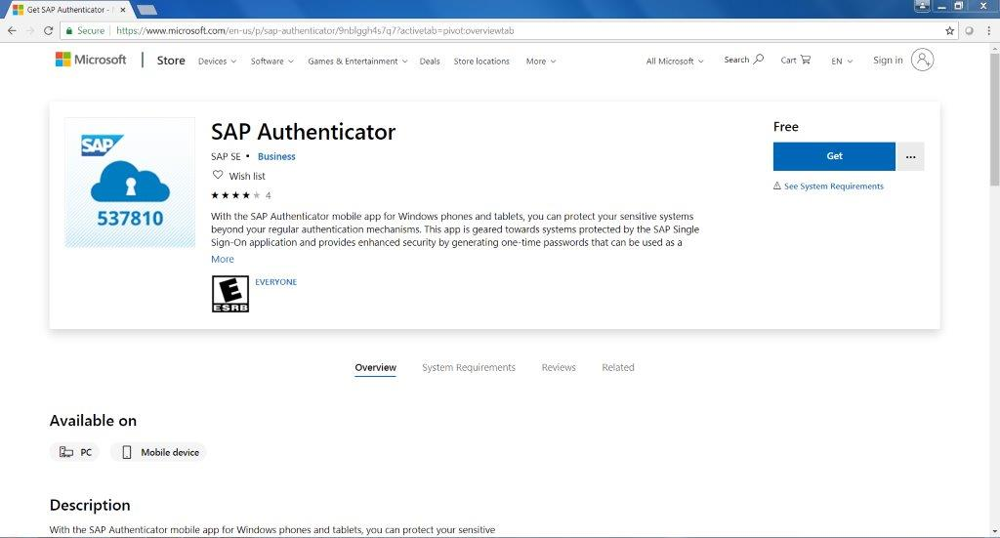 Get SAP Authenticator -
Secure https://www.microsoft.com/en-us/p/sap-authenticator/9nblggh4s7q7?activetab=pivot:overviewtab
Microsoft Store Devices Software Games & Entertainment Deals Store locations More All Microsoft Search Cart EN Sign in
SAP
537810
SAP Authenticator
SAP SE • Business
Wish list
4
With the SAP Authenticator mobile app for Windows phones and tablets, you can protect your sensitive systems
beyond your regular authentication mechanisms. This app is geared towards systems protected by the SAP Single
Sign-On application and provides enhanced security by generating one-time passwords that can be used as a
More
E
ESRB
EVERYONE
Free
Get ...
See System Requirements
Overview System Requirements Reviews Related
Available on
PC Mobile device
Description
With the SAP Authenticator mobile app for Windows phones and tablets, you can protect your sensitive